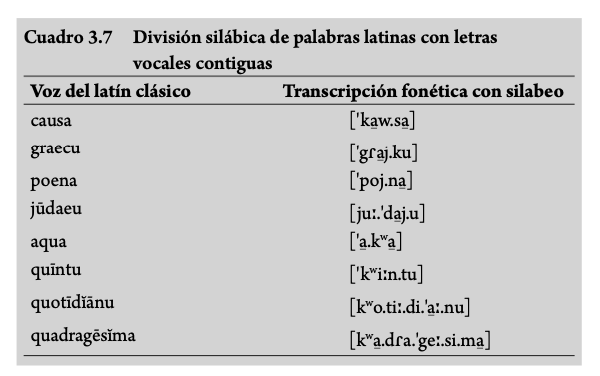 Cuadro 3.7 División silábica de palabras latinas con letras
vocales contiguas
Voz del latín clásico Transcripción fonética con silabeo
causa [ˈka̱w.sa̱]
graecu [ˈgɾa̱j.ku]
poena [ˈpoj.na̱]
jūdaeu [juː.ˈda̱j.u]
aqua [ˈa̱.kʷa̱]
quīntu [ˈkʷiːn.tu]
quotīdĭānu [kʷo.tiː.di.ˈa̱ː.nu]
quadragēsĭma [kʷa̱.dɾa.ˈgeː.si.ma̱]